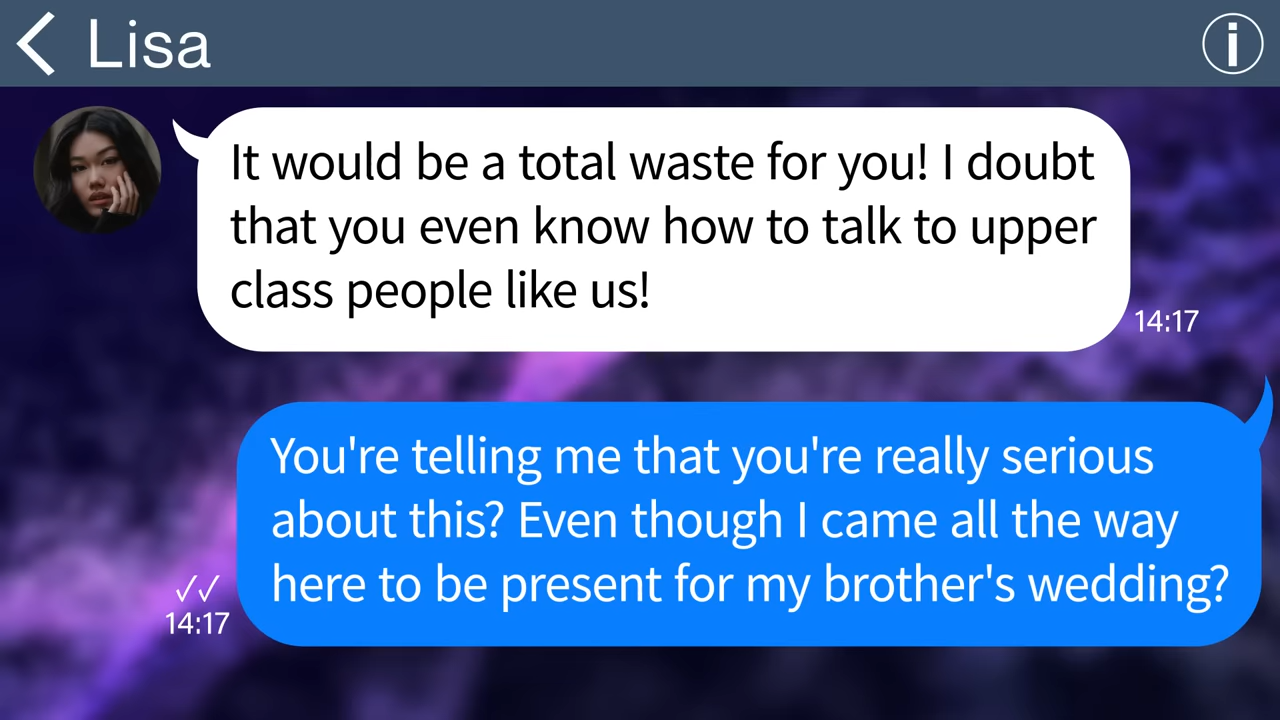 Lisa
i
It would be a total waste for you! I doubt
that you even know how to talk to upper
class people like us!
14:17
You're telling me that you're really serious
about this? Even though I came all the way
here to be present for my brother's wedding?
14:17